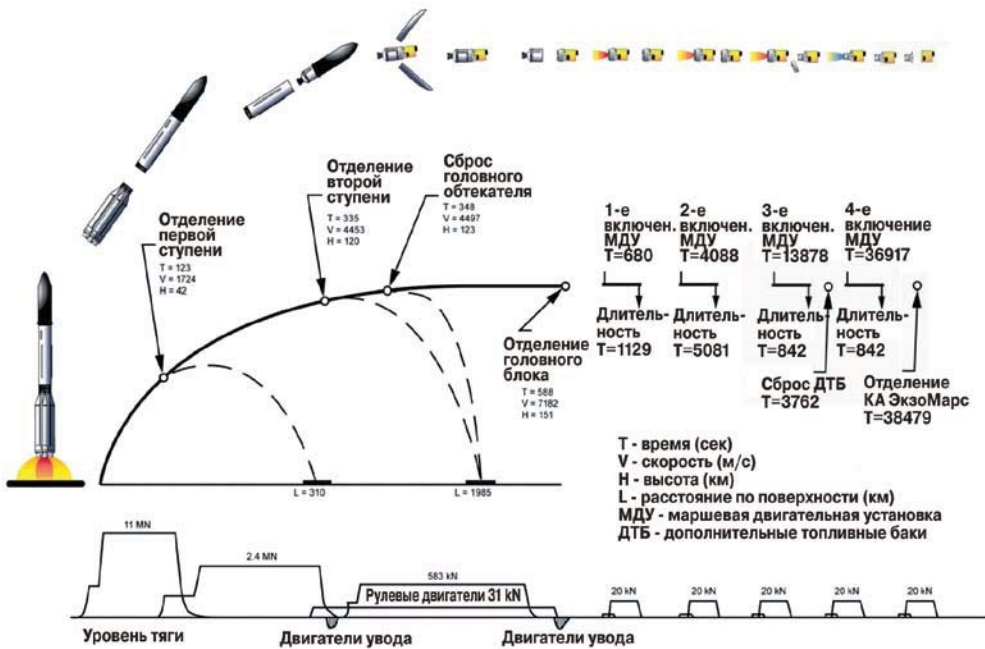 Отделение
первой
ступени
T = 123
V = 1724
H = 42
Отделение
второй
ступени
T = 335
V = 4453
H = 120
Сброс
головного
обтекателя
T = 348
V = 4497
H = 123
Отделение
головного
блока
T = 588
V = 7182
H = 151
L = 310
L = 1985
1-е
включен.
МДУ
T=680
2-е
включен.
МДУ
T=4088
3-е
включен.
МДУ
T=13878
4-е
включение
МДУ
T=36917
Длитель-
ность
T=1129
Длитель-
ность
T=5081
Длитель-
ность
T=842
Длитель-
ность
T=842
Сброс ДТБ
T=3762
Отделение
КА ЭкзоМарс
T=38479
T - время (сек)
V - скорость (м/с)
H - высота (км)
L - расстояние по поверхности (км)
МДУ - маршевая двигательная установка
ДТБ - дополнительные топливные баки
11 MN
2.4 MN
583 kN
Рулевые двигатели 31 kN
20 kN
20 kN
20 kN
20 kN
20 kN
Уровень тяги
Двигатели увода
Двигатели увода